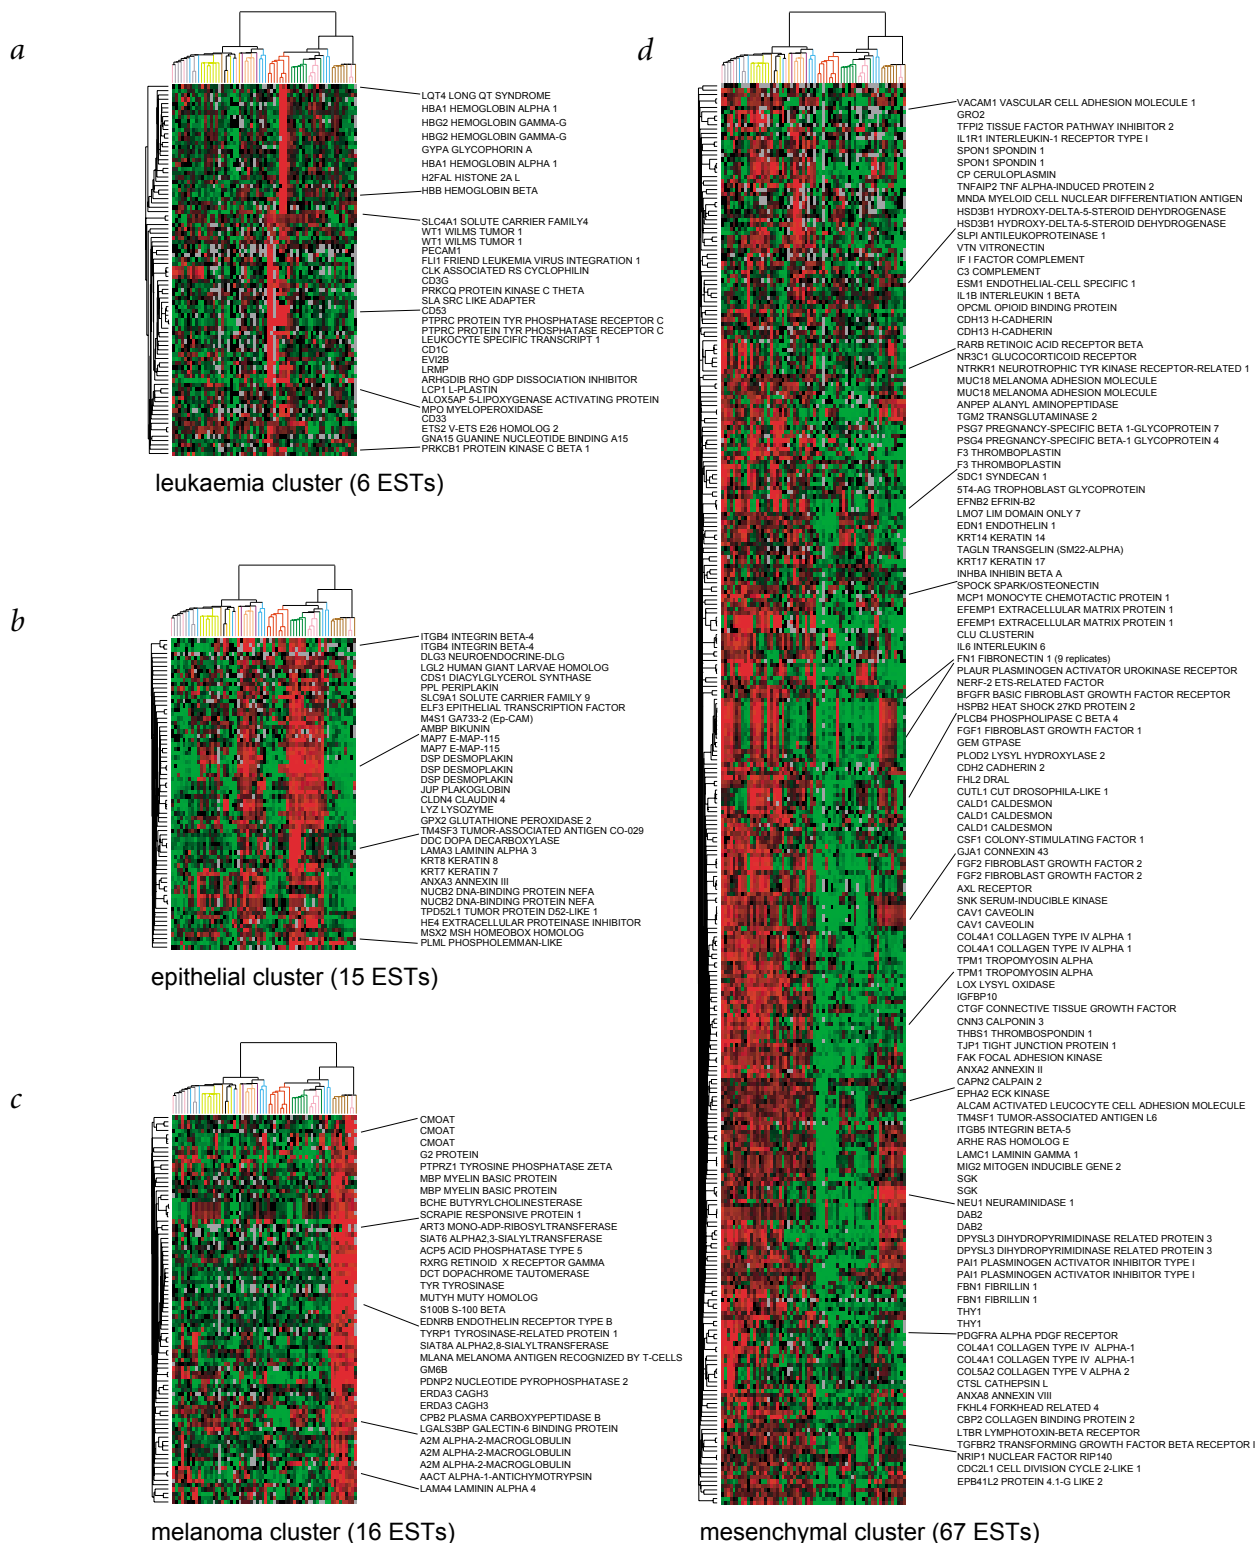 a
LQT4 LONG QT SYNDROME
HBA1 HEMOGLOBIN ALPHA 1
HBG2 HEMOGLOBIN GAMMA-G
HBG2 HEMOGLOBIN GAMMA-G
GYPA GLYCOPHORIN A
HBA1 HEMOGLOBIN ALPHA 1
H2FAL HISTONE 2A L
HBB HEMOGLOBIN BETA
SLC4A1 SOLUTE CARRIER FAMILY4
WT1 WILMS TUMOR 1
WT1 WILMS TUMOR 1
PECAM1
FLI1 FRIEND LEUKEMIA VIRUS INTEGRATION 1
CLK ASSOCIATED RS CYCLOPHILIN
CD3G
PRKCQ PROTEIN KINASE C THETA
SLA SRC LIKE ADAPTER
CD53
PTPRC PROTEIN TYR PHOSPHATASE RECEPTOR C
PTPRC PROTEIN TYR PHOSPHATASE RECEPTOR C
LEUKOCYTE SPECIFIC TRANSCRIPT 1
CD1C
EVI2B
LRMP
ARHGDIB RHO GDP DISSOCIATION INHIBITOR
LCP1 L-PLASTIN
ALOX5AP 5-LIPOXYGENASE ACTIVATING PROTEIN
MPO MYELOPEROXIDASE
CD33
ETS2 V-ETS E26 HOMOLOG 2
GNA15 GUANINE NUCLEOTIDE BINDING A15
PRKCB1 PROTEIN KINASE C BETA 1
leukaemia cluster (6 ESTs)
b
ITGB4 INTEGRIN BETA-4
ITGB4 INTEGRIN BETA-4
DLG3 NEUROENDOCRINE-DLG
LGL2 HUMAN GIANT LARVAE HOMOLOG
CDS1 DIACYLGLYCEROL SYNTHASE
PPL PERIPLAKIN
SLC9A1 SOLUTE CARRIER FAMILY 9
ELF3 EPITHELIAL TRANSCRIPTION FACTOR
M4S1 GA733-2 (Ep-CAM)
AMBP BIKUNIN
MAP7 E-MAP-115
MAP7 E-MAP-115
DSP DESMOPLAKIN
DSP DESMOPLAKIN
DSP DESMOPLAKIN
JUP PLAKOGLOBIN
CLDN4 CLAUDIN 4
LYZ LYSOZYME
GPX2 GLUTATHIONE PEROXIDASE 2
TM4SF3 TUMOR-ASSOCIATED ANTIGEN CO-029
DDC DOPA DECARBOXYLASE
LAMA3 LAMININ ALPHA 3
KRT8 KERATIN 8
KRT7 KERATIN 7
ANXA3 ANNEXIN III
NUCB2 DNA-BINDING PROTEIN NEFA
NUCB2 DNA-BINDING PROTEIN NEFA
TPD52L1 TUMOR PROTEIN D52-LIKE 1
HE4 EXTRACELLULAR PROTEINASE INHIBITOR
MSX2 MSH HOMEOBOX HOMOLOG
PLML PHOSPHOLEMMAN-LIKE
epithelial cluster (15 ESTs)
c
CMOAT
CMOAT
CMOAT
G2 PROTEIN
PTPRZ1 TYROSINE PHOSPHATASE ZETA
MBP MYELIN BASIC PROTEIN
MBP MYELIN BASIC PROTEIN
BCHE BUTYRYLCHOLINESTERASE
SCRAPIE RESPONSIVE PROTEIN 1
ART3 MONO-ADP-RIBOSYLTRANSFERASE
SIAT6 ALPHA2,3-SIALYLTRANSFERASE
ACP5 ACID PHOSPHATASE TYPE 5
RXRG RETINOID X RECEPTOR GAMMA
DCT DOPACHROME TAUTOMERASE
TYR TYROSINASE
MUTYH MUTY HOMOLOG
S100B S-100 BETA
EDNRB ENDOTHELIN RECEPTOR TYPE B
TYRP1 TYROSINASE-RELATED PROTEIN 1
SIAT8A ALPHA2,8-SIALYLTRANSFERASE
MLANA MELANOMA ANTIGEN RECOGNIZED BY T-CELLS
GM6B
PDNP2 NUCLEOTIDE PYROPHOSPHATASE 2
ERDA3 CAGH3
ERDA3 CAGH3
CPB2 PLASMA CARBOXYPEPTIDASE B
LGALS3BP GALECTIN-6 BINDING PROTEIN
A2M ALPHA-2-MACROGLOBULIN
A2M ALPHA-2-MACROGLOBULIN
A2M ALPHA-2-MACROGLOBULIN
AACT ALPHA-1-ANTICHYMOTRYPSIN
LAMA4 LAMININ ALPHA 4
melanoma cluster (16 ESTs)
d
VACAM1 VASCULAR CELL ADHESION MOLECULE 1
GRO2
TFPI2 TISSUE FACTOR PATHWAY INHIBITOR 2
IL1R1 INTERLEUKIN-1 RECEPTOR TYPE I
SPON1 SPONDIN 1
SPON1 SPONDIN 1
CP CERULOPLASMIN
TNFAIP2 TNF ALPHA-INDUCED PROTEIN 2
MNDA MYELOID CELL NUCLEAR DIFFERENTIATION ANTIGEN
HSD3B1 HYDROXY-DELTA-5-STEROID DEHYDROGENASE
HSD3B1 HYDROXY-DELTA-5-STEROID DEHYDROGENASE
SLPI ANTILEUKOPROTEINASE 1
VTN VITRONECTIN
IF I FACTOR COMPLEMENT
C3 COMPLEMENT
ESM1 ENDOTHELIAL-CELL SPECIFIC 1
IL1B INTERLEUKIN 1 BETA
OPCML OPIOID BINDING PROTEIN
CDH13 H-CADHERIN
CDH13 H-CADHERIN
RARB RETINOIC ACID RECEPTOR BETA
NR3C1 GLUCOCORTICOID RECEPTOR
NTRKR1 NEUROTROPHIC TYR KINASE RECEPTOR-RELATED 1
MUC18 MELANOMA ADHESION MOLECULE
MUC18 MELANOMA ADHESION MOLECULE
ANPEP ALANYL AMINOPEPTIDASE
TGM2 TRANSGLUTAMINASE 2
PSG7 PREGNANCY-SPECIFIC BETA 1-GLYCOPROTEIN 7
PSG4 PREGNANCY-SPECIFIC BETA-1 GLYCOPROTEIN 4
F3 THROMBOPLASTIN
F3 THROMBOPLASTIN
SDC1 SYNDECAN 1
5T4-AG TROPHOBLAST GLYCOPROTEIN
EFNB2 EFRIN-B2
LMO7 LIM DOMAIN ONLY 7
EDN1 ENDOTHELIN 1
KRT14 KERATIN 14
TAGLN TRANSGELIN (SM22-ALPHA)
KRT17 KERATIN 17
INHBA INHIBIN BETA A
SPOCK SPARK/OSTEONECTIN
MCP1 MONOCYTE CHEMOTACTIC PROTEIN 1
EFEMP1 EXTRACELLULAR MATRIX PROTEIN 1
EFEMP1 EXTRACELLULAR MATRIX PROTEIN 1
CLU CLUSTERIN
IL6 INTERLEUKIN 6
FN1 FIBRONECTIN 1 (9 replicates)
PLAUR PLASMINOGEN ACTIVATOR UROKINASE RECEPTOR
NERF-2 ETS-RELATED FACTOR
BFGFR BASIC FIBROBLAST GROWTH FACTOR RECEPTOR
HSPB2 HEAT SHOCK 27KD PROTEIN 2
PLCB4 PHOSPHOLIPASE C BETA 4
FGF1 FIBROBLAST GROWTH FACTOR 1
GEM GTPASE
PLOD2 LYSYL HYDROXYLASE 2
CDH2 CADHERIN 2
FHL2 DRAL
CUTL1 CUT DROSOPHILA-LIKE 1
CALD1 CALDESMON
CALD1 CALDESMON
CALD1 CALDESMON
CSF1 COLONY-STIMULATING FACTOR 1
GJA1 CONNEXIN 43
FGF2 FIBROBLAST GROWTH FACTOR 2
FGF2 FIBROBLAST GROWTH FACTOR 2
AXL RECEPTOR
SNK SERUM-INDUCIBLE KINASE
CAV1 CAVEOLIN
CAV1 CAVEOLIN
COL4A1 COLLAGEN TYPE IV ALPHA 1
COL4A1 COLLAGEN TYPE IV ALPHA 1
TPM1 TROPOMYOSIN ALPHA
TPM1 TROPOMYOSIN ALPHA
LOX LYSYL OXIDASE
IGFBP10
CTGF CONNECTIVE TISSUE GROWTH FACTOR
CNN3 CALPONIN 3
THBS1 THROMBOSPONDIN 1
TJP1 TIGHT JUNCTION PROTEIN 1
FAK FOCAL ADHESION KINASE
ANXA2 ANNEXIN II
CAPN2 CALPAIN 2
EPHA2 ECK KINASE
ALCAM ACTIVATED LEUCOCYTE CELL ADHESION MOLECULE
TM4SF1 TUMOR-ASSOCIATED ANTIGEN L6
ITGB5 INTEGRIN BETA-5
ARHE RAS HOMOLOG E
LAMC1 LAMININ GAMMA 1
MIG2 MITOGEN INDUCIBLE GENE 2
SGK
SGK
NEU1 NEURAMINIDASE 1
DAB2
DAB2
DPYSL3 DIHYDROPYRIMIDINASE RELATED PROTEIN 3
DPYSL3 DIHYDROPYRIMIDINASE RELATED PROTEIN 3
PAI1 PLASMINOGEN ACTIVATOR INHIBITOR TYPE I
PAI1 PLASMINOGEN ACTIVATOR INHIBITOR TYPE I
FBN1 FIBRILLIN 1
FBN1 FIBRILLIN 1
THY1
THY1
PDGFRA ALPHA PDGF RECEPTOR
COL4A1 COLLAGEN TYPE IV ALPHA-1
COL4A1 COLLAGEN TYPE IV ALPHA-1
COL5A2 COLLAGEN TYPE V ALPHA 2
CTSL CATHEPSIN L
ANXA8 ANNEXIN VIII
FKHL4 FORKHEAD RELATED 4
CBP2 COLLAGEN BINDING PROTEIN 2
LTBR LYMPHOTOXIN-BETA RECEPTOR
TGFBR2 TRANSFORMING GROWTH FACTOR BETA RECEPTOR I
NRIP1 NUCLEAR FACTOR RIP140
CDC2L1 CELL DIVISION CYCLE 2-LIKE 1
EPB41L2 PROTEIN 4.1-G LIKE 2
mesenchymal cluster (67 ESTs)